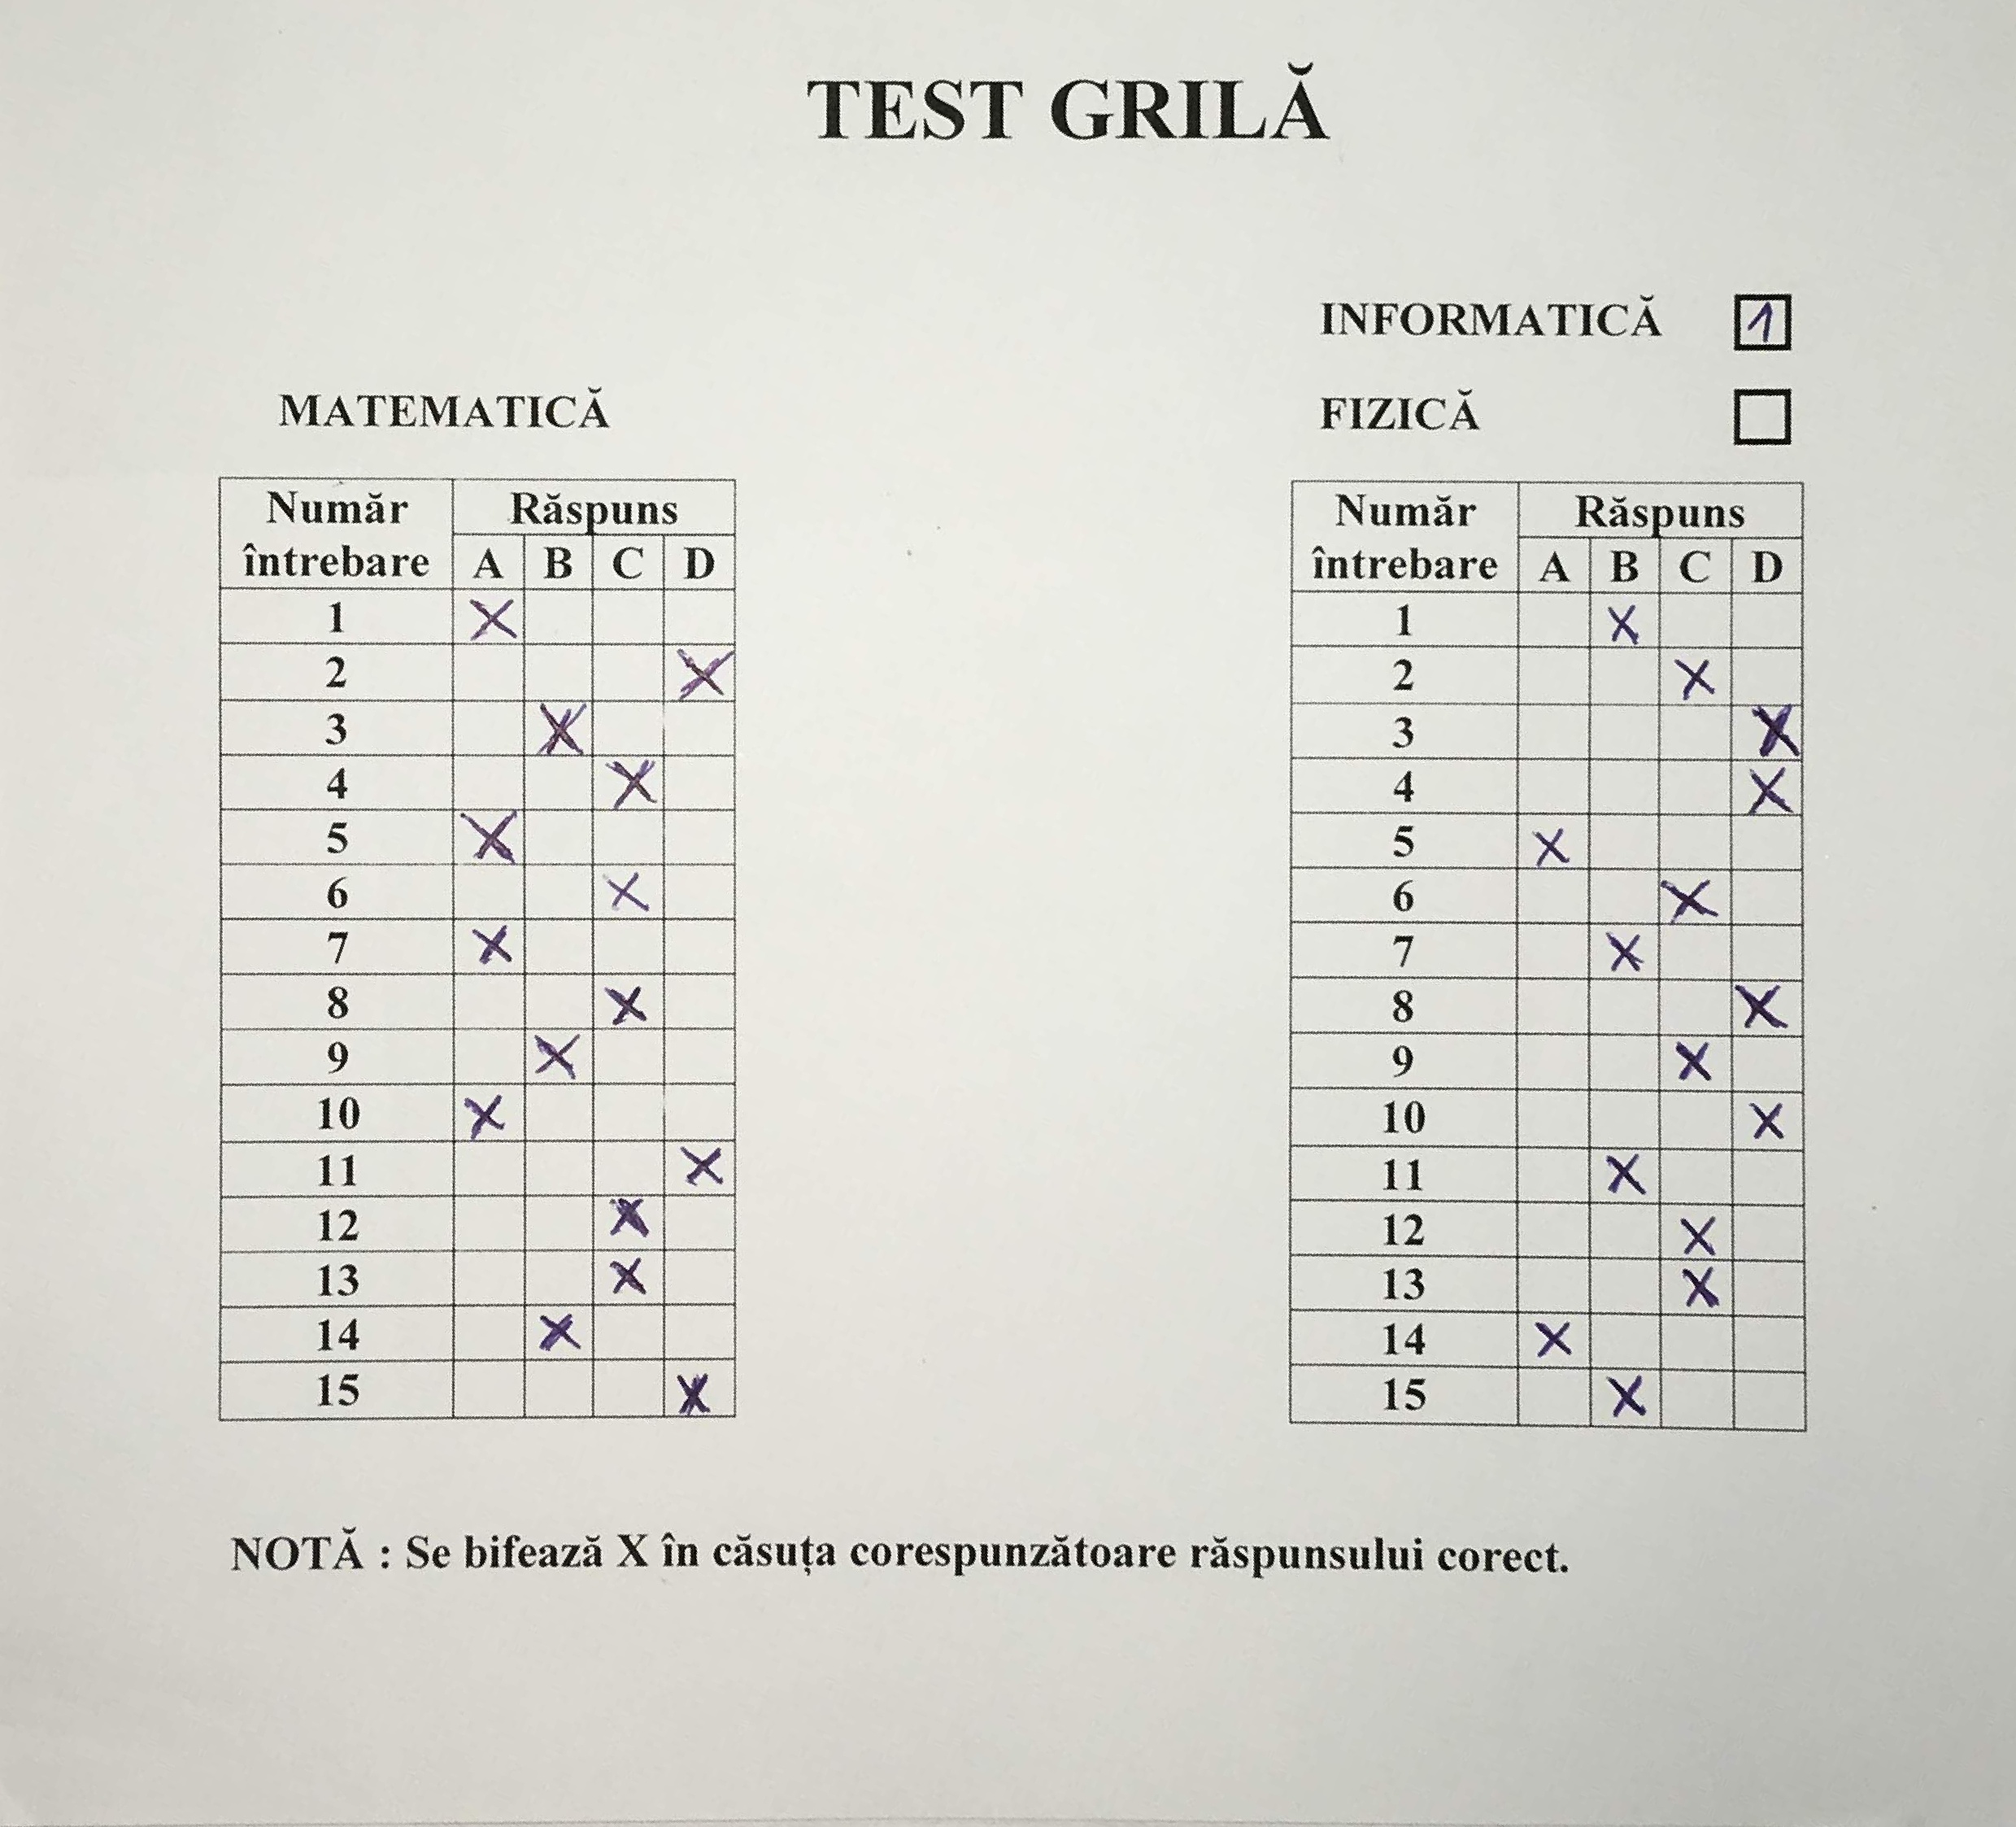 TEST GRILĂ
INFORMATICĂ 1
FIZICĂ
MATEMATICĂ
Număr întrebare Răspuns
A B C D
1 X
2 X
3 X
4 X
5 X
6 X
7 X
8 X
9 X
10 X
11 X
12 X
13 X
14 X
15 X
Număr întrebare Răspuns
A B C D
1 X
2 X
3 X
4 X
5 X
6 X
7 X
8 X
9 X
10 X
11 X
12 X
13 X
14 X
15 X
NOTĂ : Se bifează X în căsuța corespunzătoare răspunsului corect.